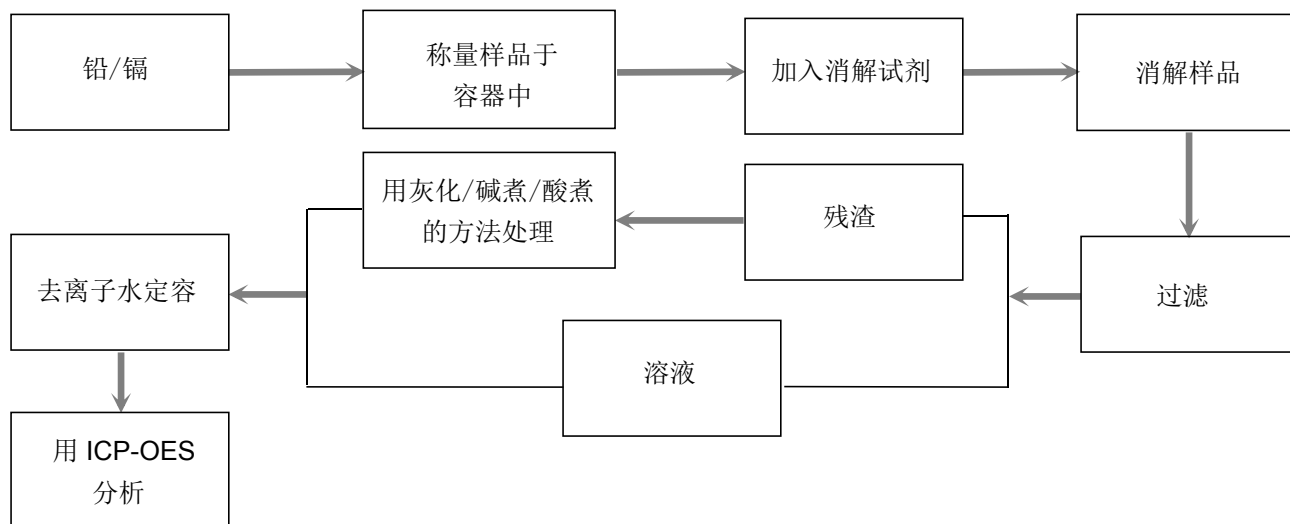 铅/镉
称量样品于
容器中
加入消解试剂
消解样品
过滤
残渣
用灰化/碱煮/酸煮
的方法处理
溶液
去离子水定容
用 ICP-OES
分析